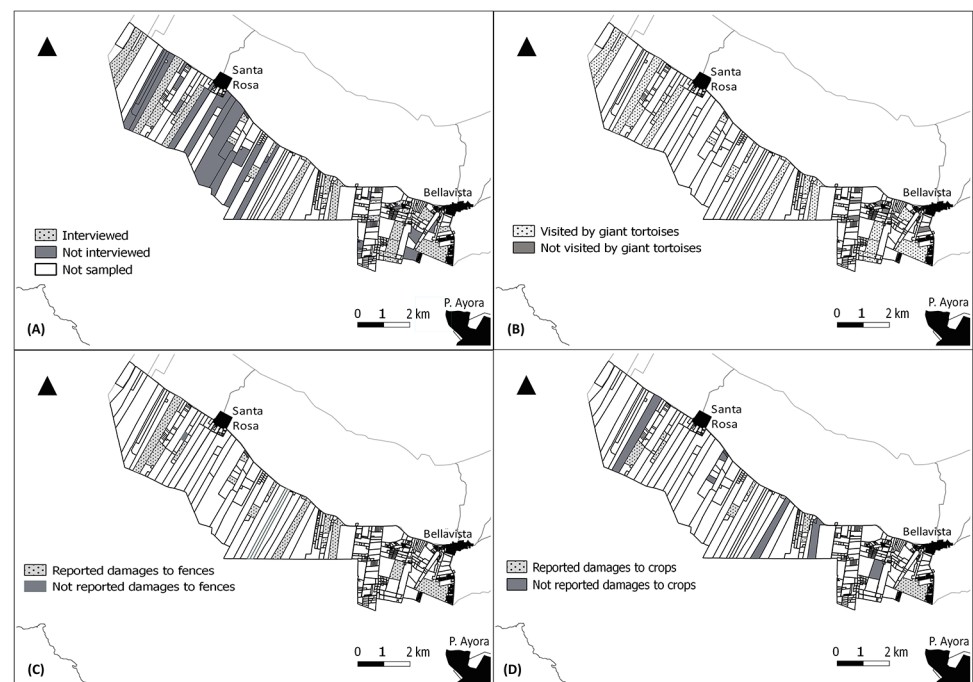 Santa
Rosa
Bellavista
Interviewed
Not interviewed
Not sampled
P. Ayora
0 1 2 km
(A)
Santa
Rosa
Bellavista
Visited by giant tortoises
Not visited by giant tortoises
P. Ayora
0 1 2 km
(B)
Santa
Rosa
Bellavista
Reported damages to fences
Not reported damages to fences
P. Ayora
0 1 2 km
(C)
Santa
Rosa
Bellavista
Reported damages to crops
Not reported damages to crops
P. Ayora
0 1 2 km
(D)